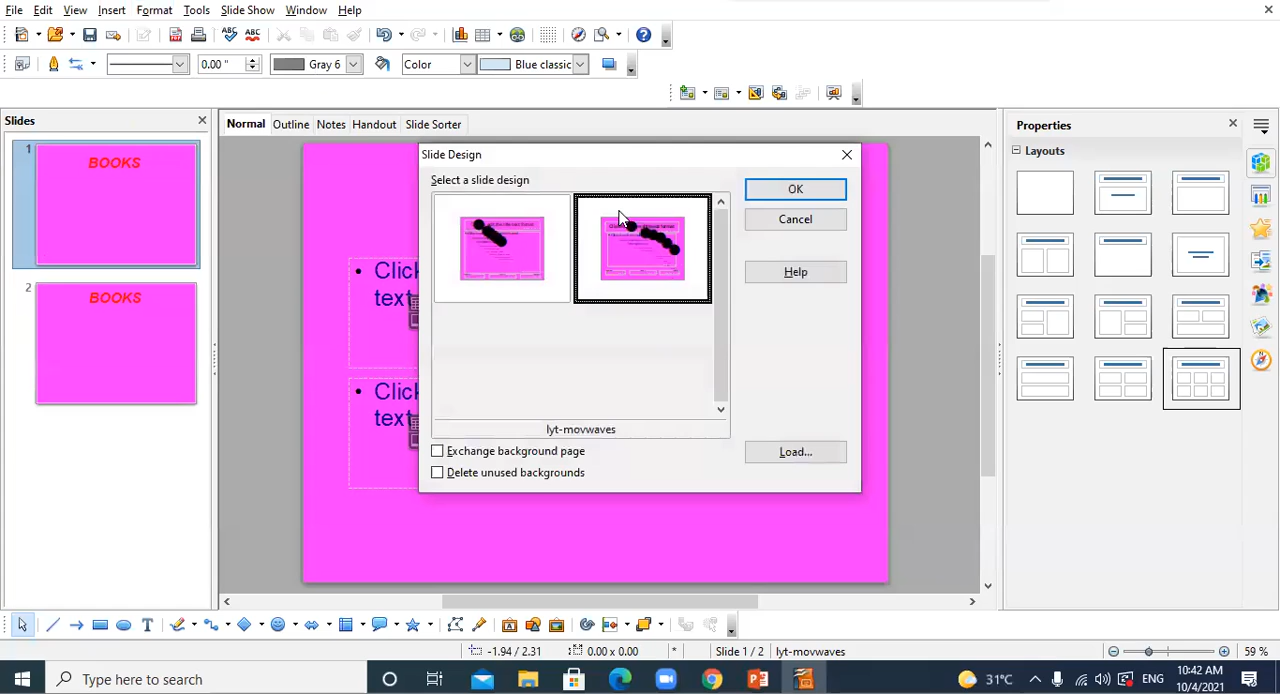 File Edit View Insert Format Tools Slide Show Window Help
0.00 " Gray 6 Color Blue classic
Slides
Normal Outline Notes Handout Slide Sorter
Properties
Layouts
1
BOOKS
2
BOOKS
Click
text
Click
text
Slide Design
Select a slide design
lyt-movwaves
Exchange background page
Delete unused backgrounds
OK
Cancel
Help
Load...
-1.94 / 2.31 0.00 x 0.00 * Slide 1 / 2 lyt-movwaves 59 %
Type here to search
31°C ENG
10:42 AM
10/4/2021